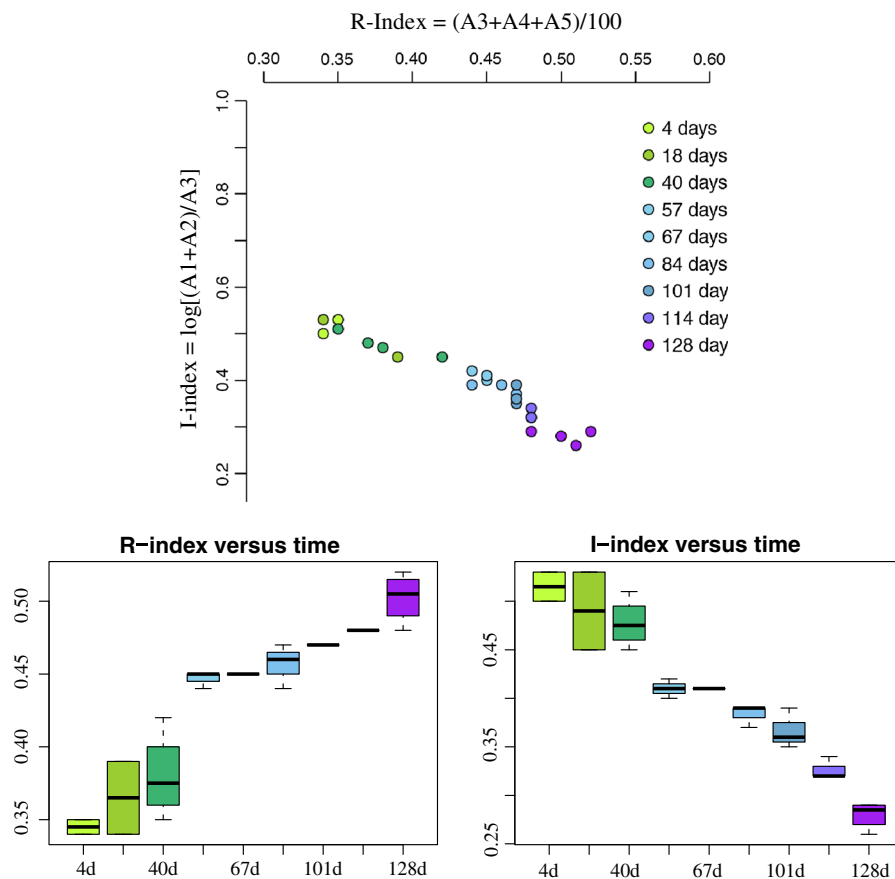 R-Index = (A3+A4+A5)/100
0.30 0.35 0.40 0.45 0.50 0.55 0.60
I-index = log[(A1+A2)/A3]
1.0
0.8
0.6
0.4
0.2
4 days
18 days
40 days
57 days
67 days
84 days
101 day
114 day
128 day
R−index versus time
0.50
0.45
0.40
0.35
4d 40d 67d 101d 128d
I−index versus time
0.45
0.35
0.25
4d 40d 67d 101d 128d